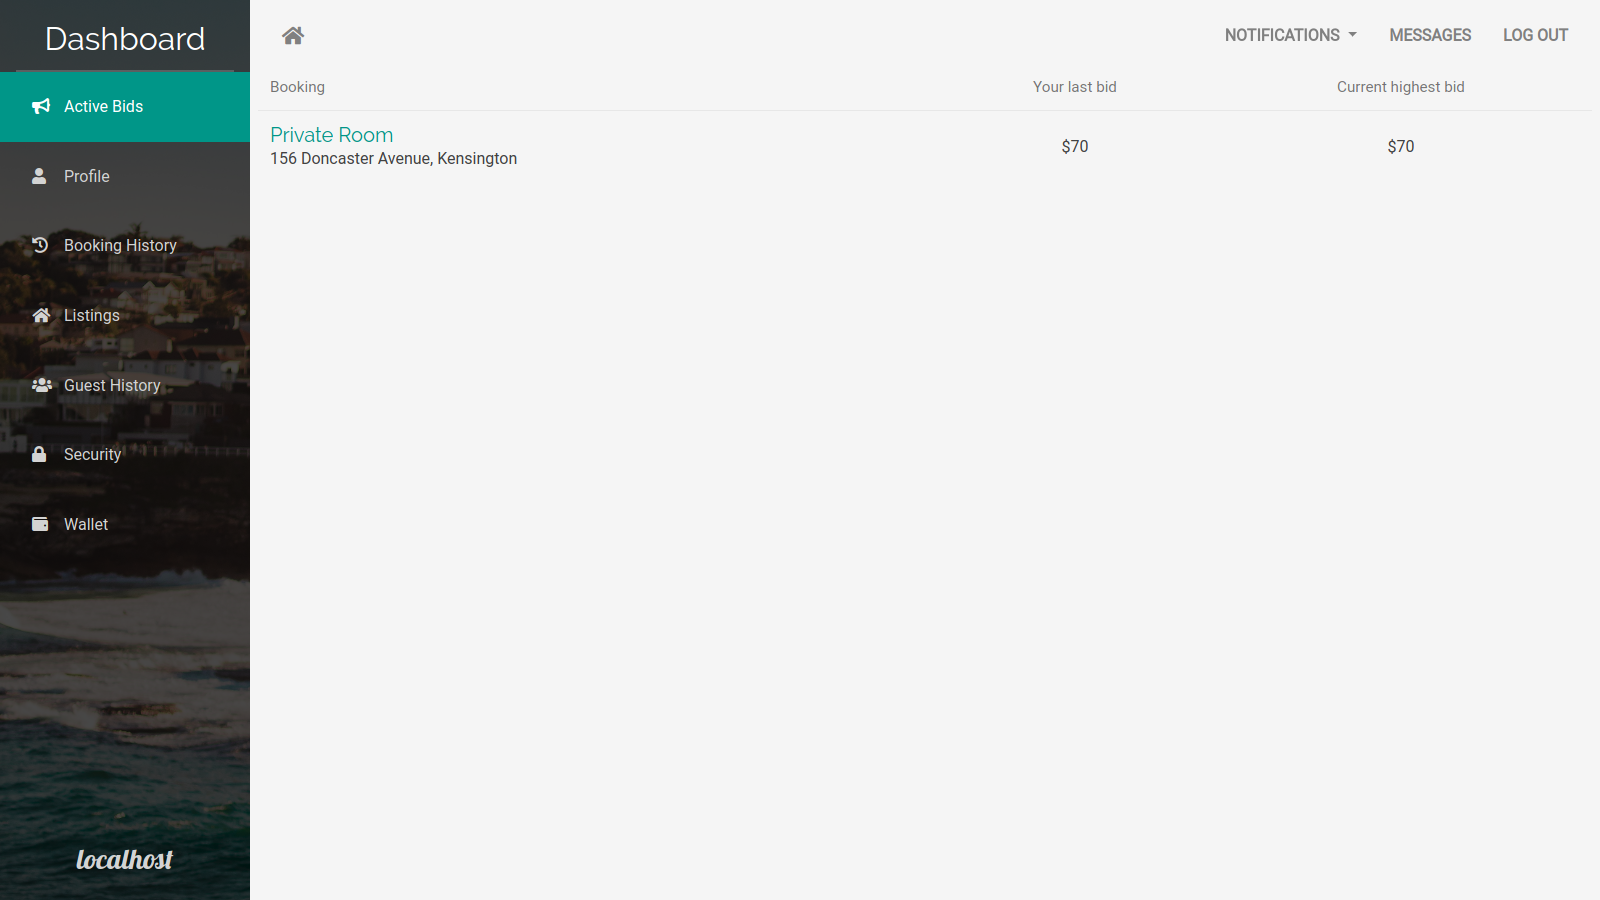 Dashboard
Active Bids
Profile
Booking History
Listings
Guest History
Security
Wallet
localhost
NOTIFICATIONS
MESSAGES
LOG OUT
Booking
Your last bid
Current highest bid
Private Room
156 Doncaster Avenue, Kensington
$70
$70